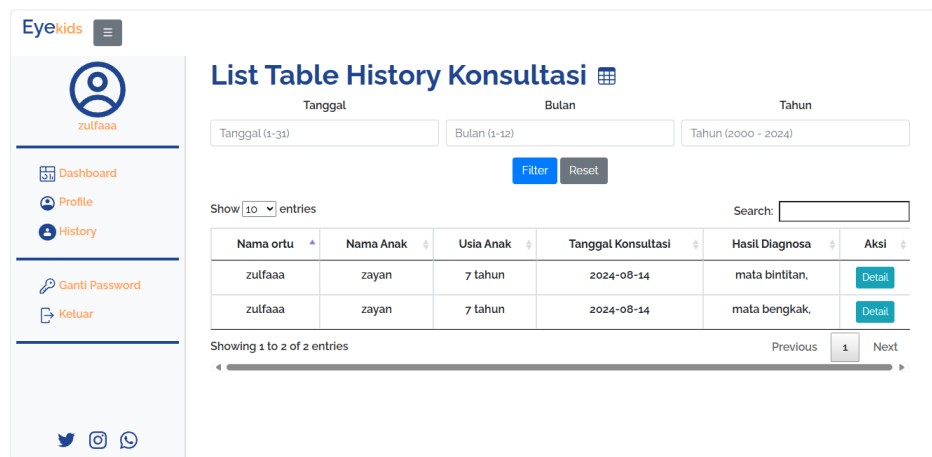 Eyekids
zulfaaa
Dashboard
Profile
History
Ganti Password
Keluar
List Table History Konsultasi
Tanggal Bulan Tahun
Tanggal (1-31) Bulan (1-12) Tahun (2000 - 2024)
Filter Reset
Show 10 entries Search:
Nama ortu Nama Anak Usia Anak Tanggal Konsultasi Hasil Diagnosa Aksi
zulfaaa zayan 7 tahun 2024-08-14 mata bintitan, Detail
zulfaaa zayan 7 tahun 2024-08-14 mata bengkak, Detail
Showing 1 to 2 of 2 entries Previous 1 Next